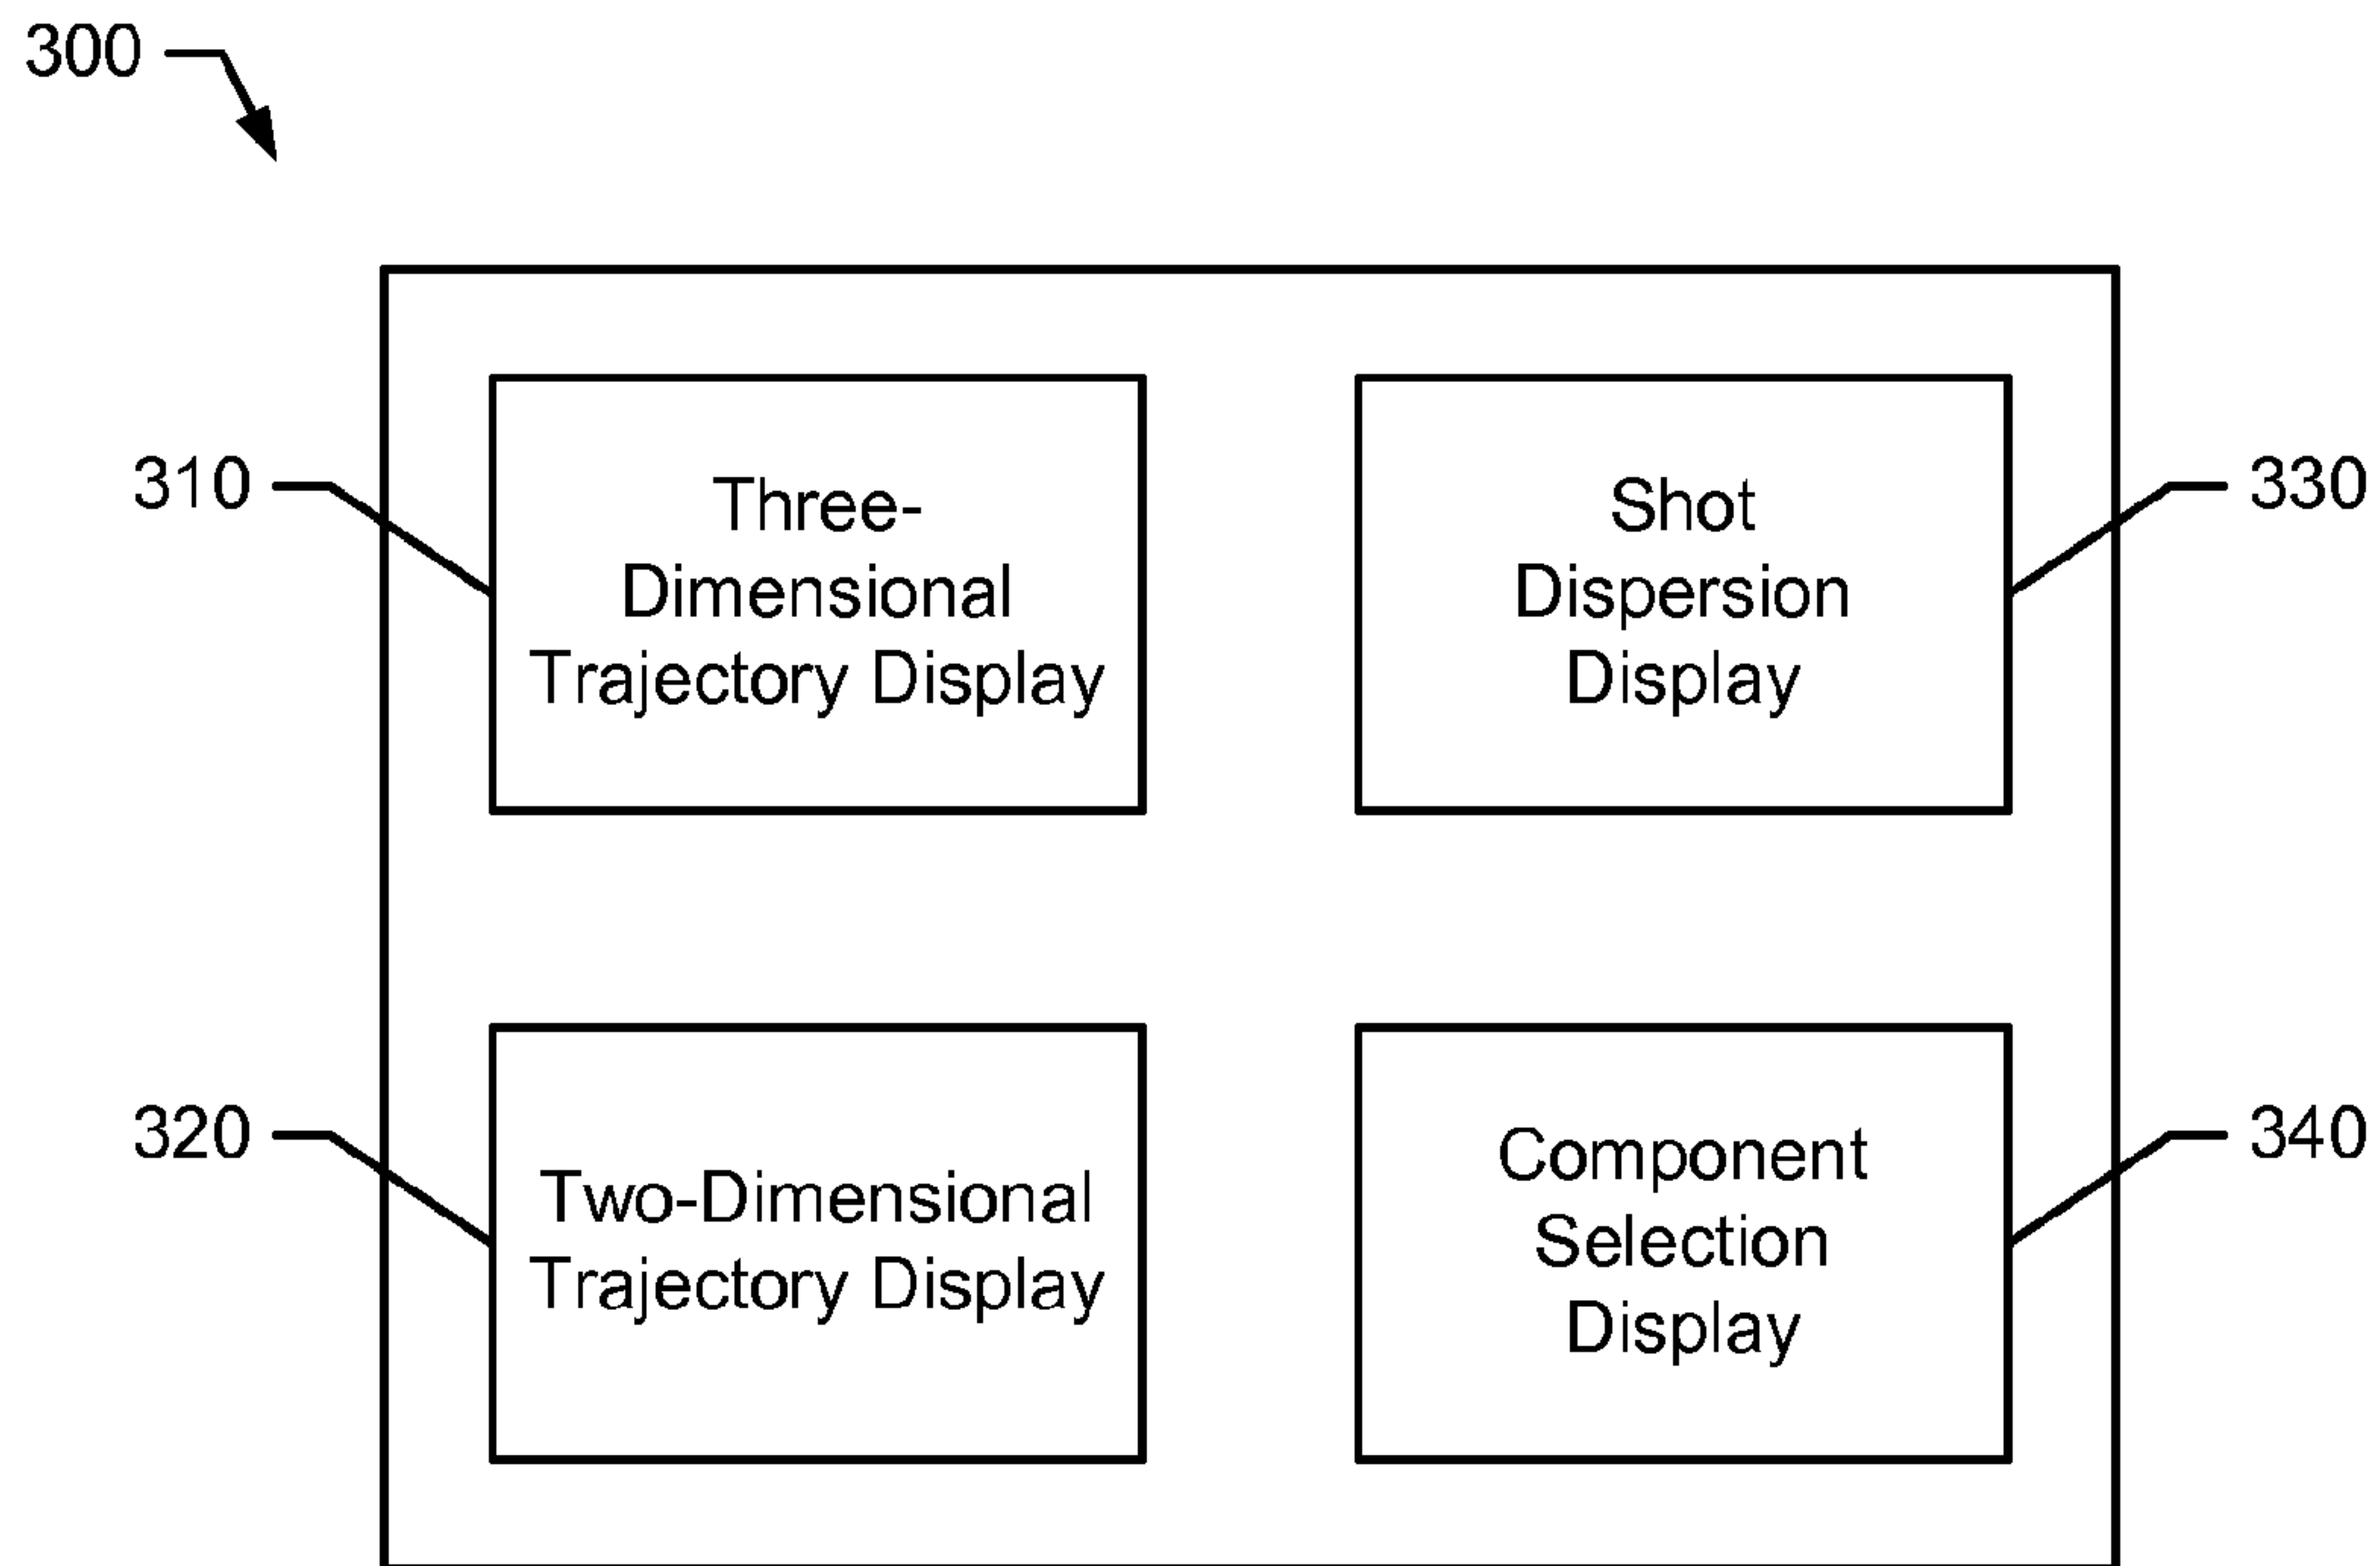 300
310
Three-
Dimensional
Trajectory Display
Shot
Dispersion
Display
330
320
Two-Dimensional
Trajectory Display
Component
Selection
Display
340